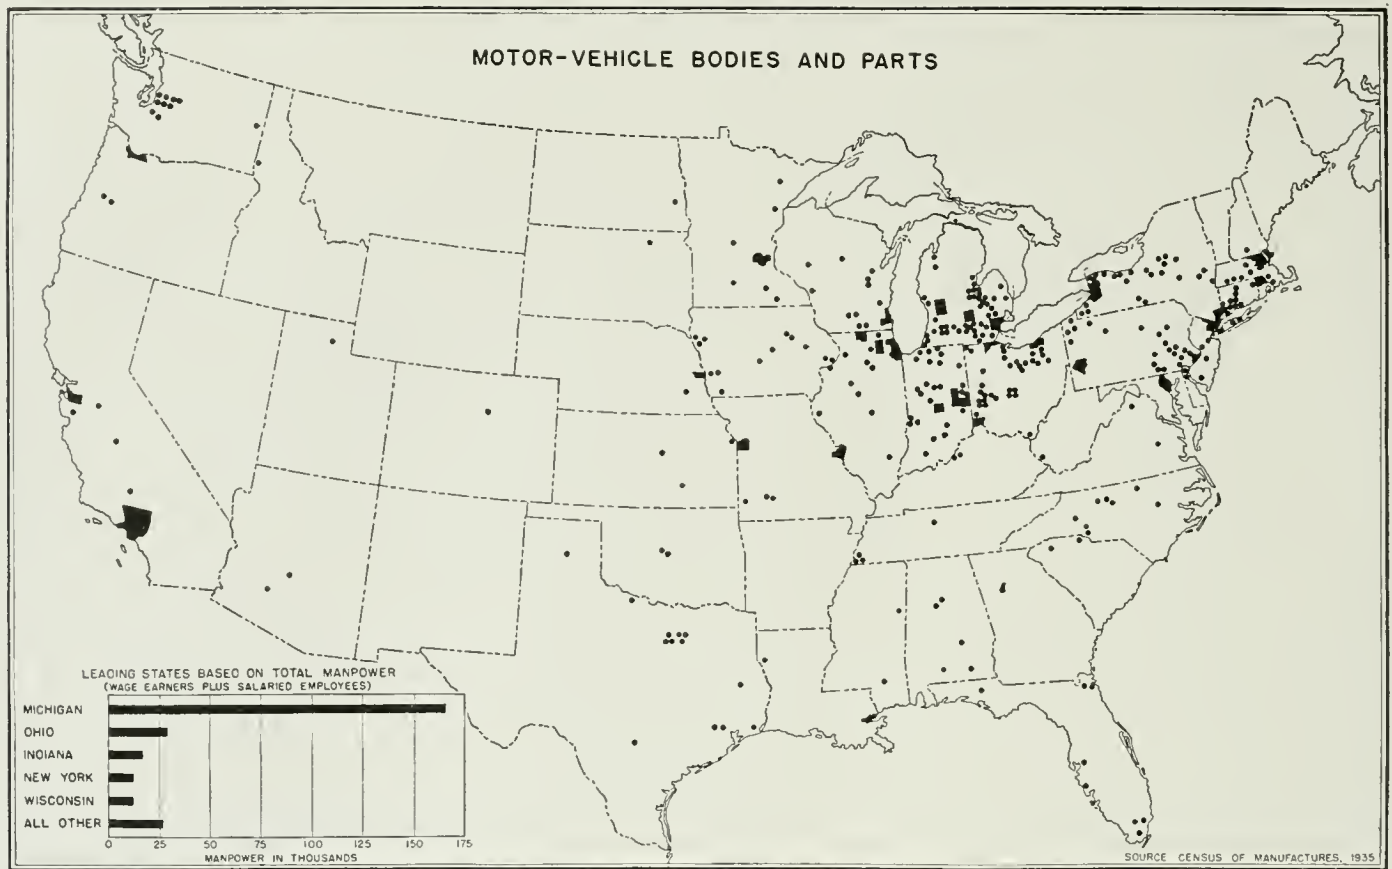 MOTOR-VEHICLE BODIES AND PARTS
LEADING STATES BASED ON TOTAL MANPOWER
(WAGE EARNERS PLUS SALARIED EMPLOYEES)
MICHIGAN
OHIO
INDIANA
NEW YORK
WISCONSIN
ALL OTHER
0 25 50 75 100 125 150 175
MANPOWER IN THOUSANDS
SOURCE CENSUS OF MANUFACTURES, 1935